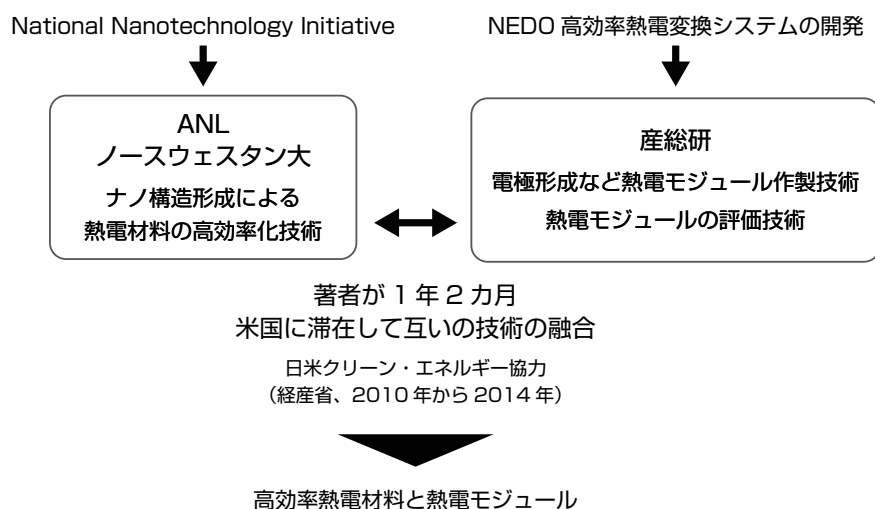 National Nanotechnology Initiative
NEDO 高効率熱電変換システムの開発
ANL
ノースウェスタン大
ナノ構造形成による
熱電材料の高効率化技術
産総研
電極形成など熱電モジュール作製技術
熱電モジュールの評価技術
著者が 1 年 2 カ月
米国に滞在して互いの技術の融合
日米クリーン・エネルギー協力
（経産省、2010 年から 2014 年）
高効率熱電材料と熱電モジュール